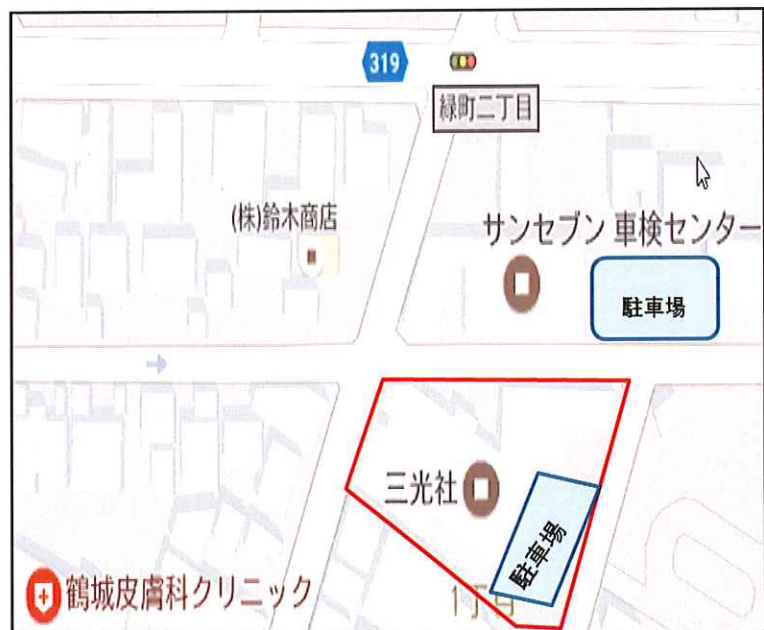 319
緑町二丁目
(株)鈴木商店
サンセブン 車検センター
駐車場
三光社
駐車場
鶴城皮膚科クリニック
1丁目